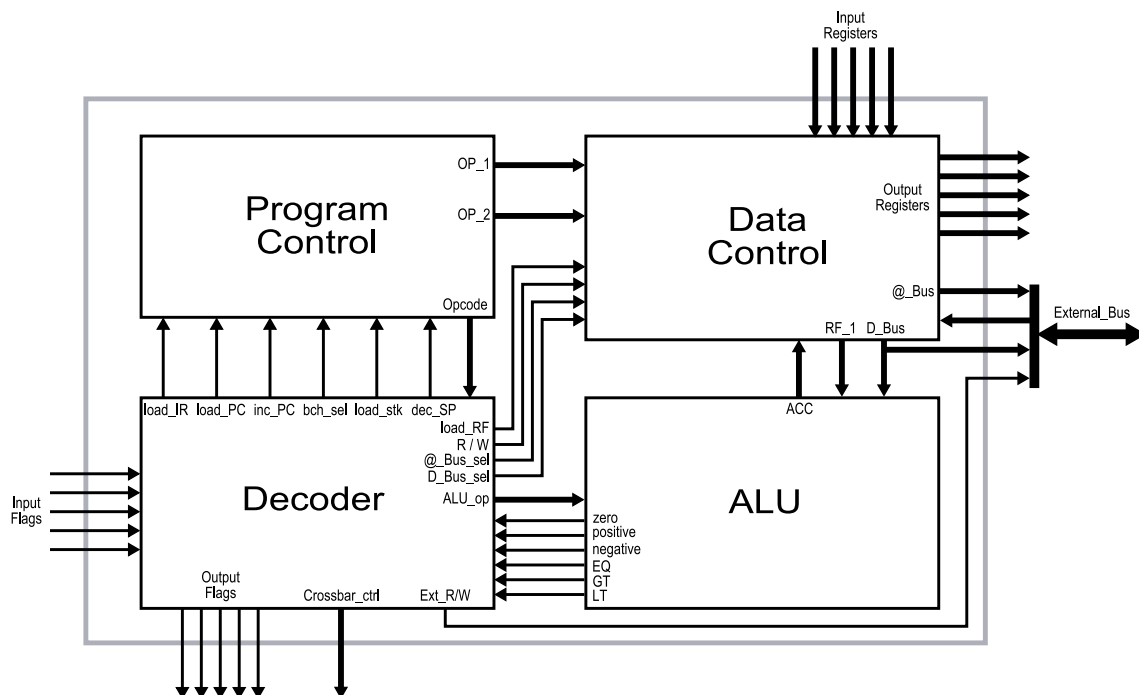 Input
Registers
Program
Control
OP_1
OP_2
Opcode
Data
Control
Output
Registers
@_Bus
RF_1 D_Bus
External_Bus
load_IR load_PC inc_PC bch_sel load_stk dec_SP
load_RF
R / W
@_Bus_sel
D_Bus_sel
ALU_op
Decoder
Input
Flags
Output
Flags
Crossbar_ctrl
Ext_R/W
ACC
ALU
zero
positive
negative
EQ
GT
LT